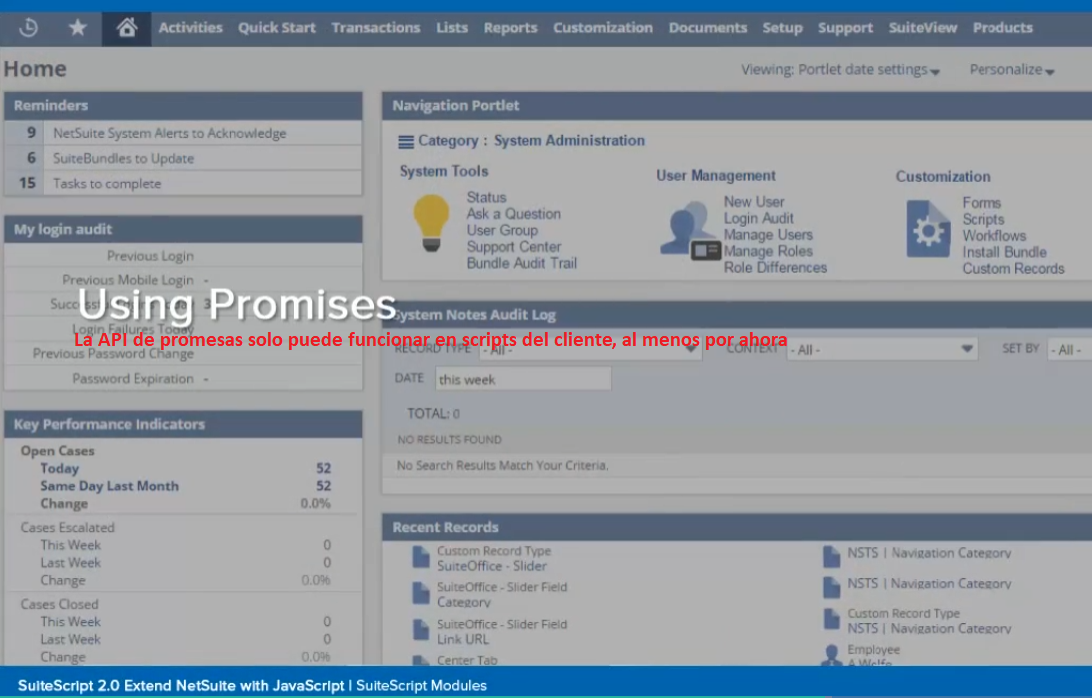 Activities Quick Start Transactions Lists Reports Customization Documents Setup Support SuiteView Products
Home
Viewing: Portlet date settings Personalize
Reminders
9 NetSuite System Alerts to Acknowledge
6 SuiteBundles to Update
15 Tasks to complete
My login audit
Previous Login
Previous Mobile Login -
Login Failures Today
Previous Password Change
Password Expiration -
Using Promises
La API de promesas solo puede funcionar en scripts del cliente, al menos por ahora
Key Performance Indicators
Open Cases
Today 52
Same Day Last Month 52
Change 0.0%
Cases Escalated
This Week 0
Last Week 0
Change 0.0%
Cases Closed
This Week 0
Last Week 0
Change 0.0%
Navigation Portlet
Category : System Administration
System Tools
Status
Ask a Question
User Group
Support Center
Bundle Audit Trail
User Management
New User
Login Audit
Manage Users
Manage Roles
Role Differences
Customization
Forms
Scripts
Workflows
Install Bundle
Custom Records
System Notes Audit Log
RECORD TYPE - All - CONTEXT - All - SET BY - All -
DATE this week
TOTAL: 0
NO RESULTS FOUND
No Search Results Match Your Criteria.
Recent Records
Custom Record Type
SuiteOffice - Slider
SuiteOffice - Slider Field
Category
SuiteOffice - Slider Field
Link URL
Center Tab
NSTS | Navigation Category
NSTS | Navigation Category
Custom Record Type
NSTS | Navigation Category
Employee
A Wolfe
SuiteScript 2.0 Extend NetSuite with JavaScript | SuiteScript Modules